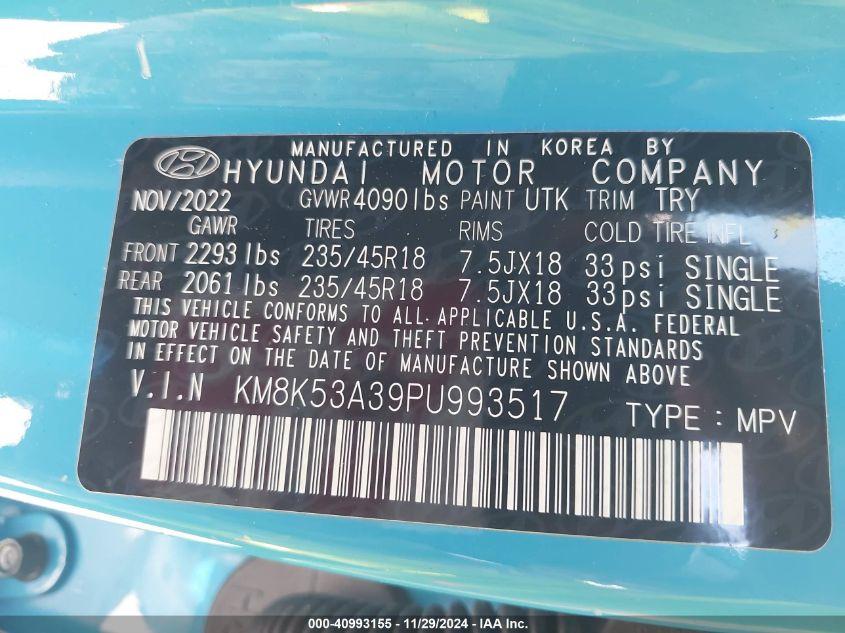 MANUFACTURED IN KOREA BY
HYUNDAI MOTOR COMPANY
NOV/2022 GVWR 4090 lbs PAINT UTK TRIM TRY
GAWR TIRES RIMS COLD TIRE INFL
FRONT 2293 lbs 235/45R18 7.5JX18 33psi SINGLE
REAR 2061 lbs 235/45R18 7.5JX18 33psi SINGLE
THIS VEHICLE CONFORMS TO ALL APPLICABLE U.S.A. FEDERAL
MOTOR VEHICLE SAFETY AND THEFT PREVENTION STANDARDS
IN EFFECT ON THE DATE OF MANUFACTURE SHOWN ABOVE
V.I.N KM8K53A39PU993517 TYPE : MPV
000-40993155 - 11/29/2024 - IAA Inc.